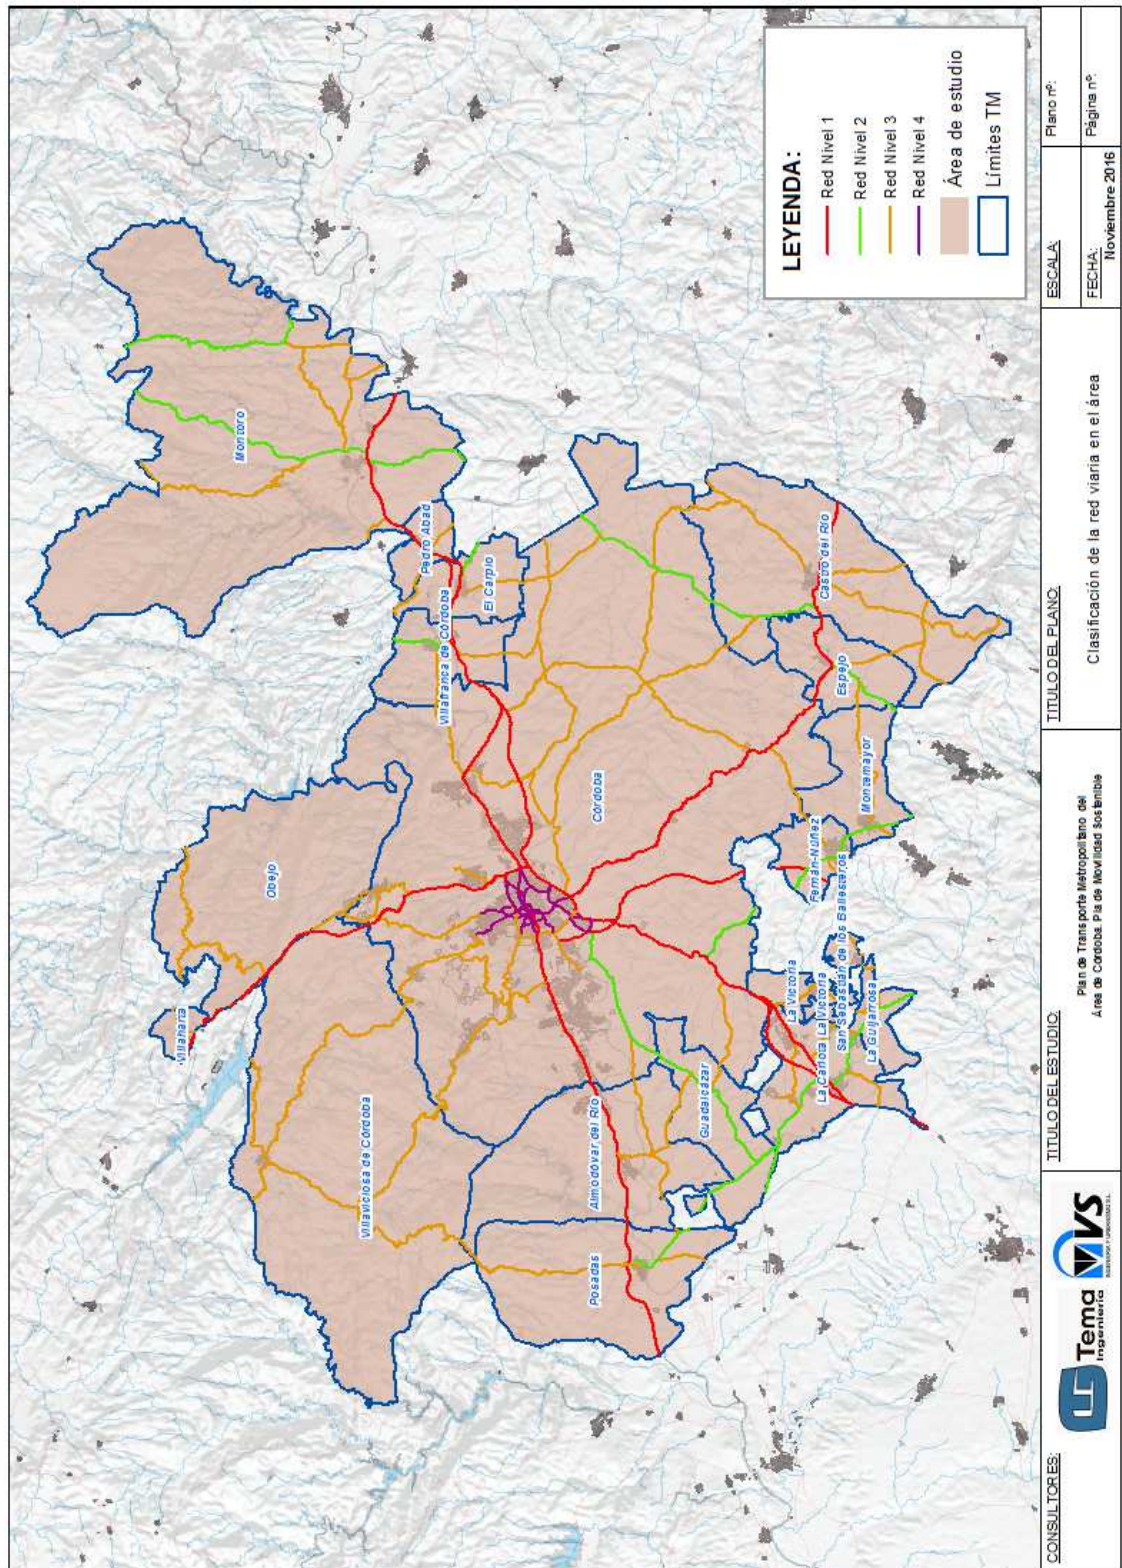 Villaharta
Obejo
Montoro
Villaviciosa de Córdoba
Pedro Abad
Villafranca de Córdoba
El Carpio
Posadas
Almodóvar del Río
Córdoba
Guadalcázar
La Victoria
La Carlota
La Victoria
San Sebastián de los Ballesteros
La Guijarrosa
Fernán-Núñez
Montemayor
Espejo
Castro del Río
LEYENDA:
Red Nivel 1
Red Nivel 2
Red Nivel 3
Red Nivel 4
Área de estudio
Límites TM
CONSULTORES:
Tema
Ingeniería
VS
TITULO DEL ESTUDIO:
Plan de Transporte Metropolitano del
Área de Córdoba. Plan de Movilidad Sostenible
TITULO DEL PLANO:
Clasificación de la red viaria en el área
ESCALA:
FECHA:
Noviembre 2016
Plano nº:
Página nº: